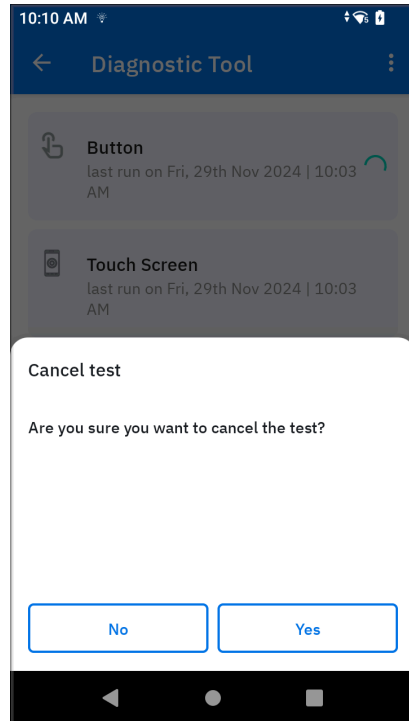 10:10 AM
Diagnostic Tool
Button
last run on Fri, 29th Nov 2024 | 10:03
AM
Touch Screen
last run on Fri, 29th Nov 2024 | 10:03
AM
Cancel test
Are you sure you want to cancel the test?
No Yes